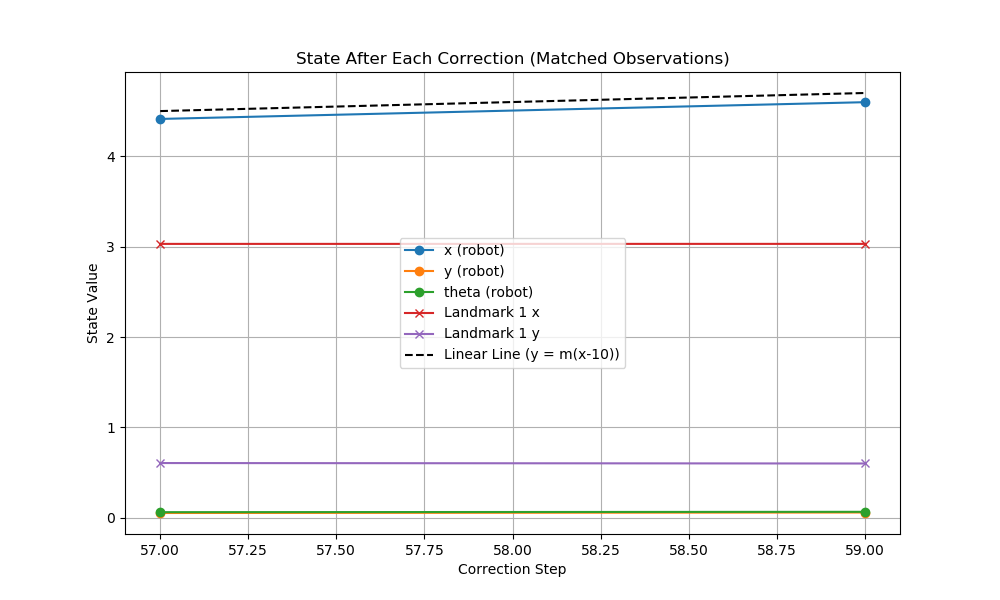 State After Each Correction (Matched Observations)
State Value
4
3
2
1
0
x (robot)
y (robot)
theta (robot)
Landmark 1 x
Landmark 1 y
Linear Line (y = m(x-10))
57.00 57.25 57.50 57.75 58.00 58.25 58.50 58.75 59.00
Correction Step